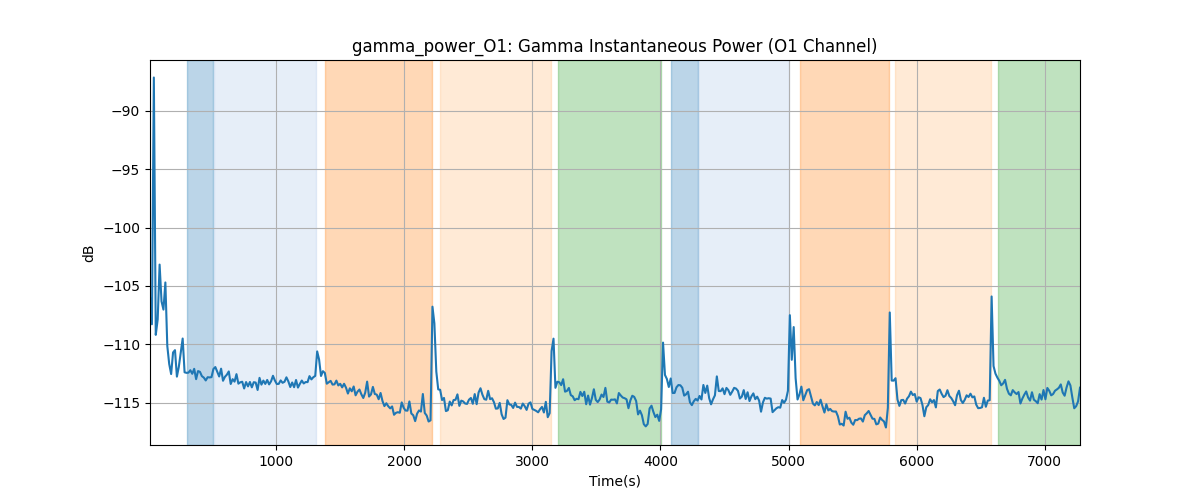 gamma_power_O1: Gamma Instantaneous Power (O1 Channel)
−90
−95
−100
−105
−110
−115
dB
1000 2000 3000 4000 5000 6000 7000
Time(s)